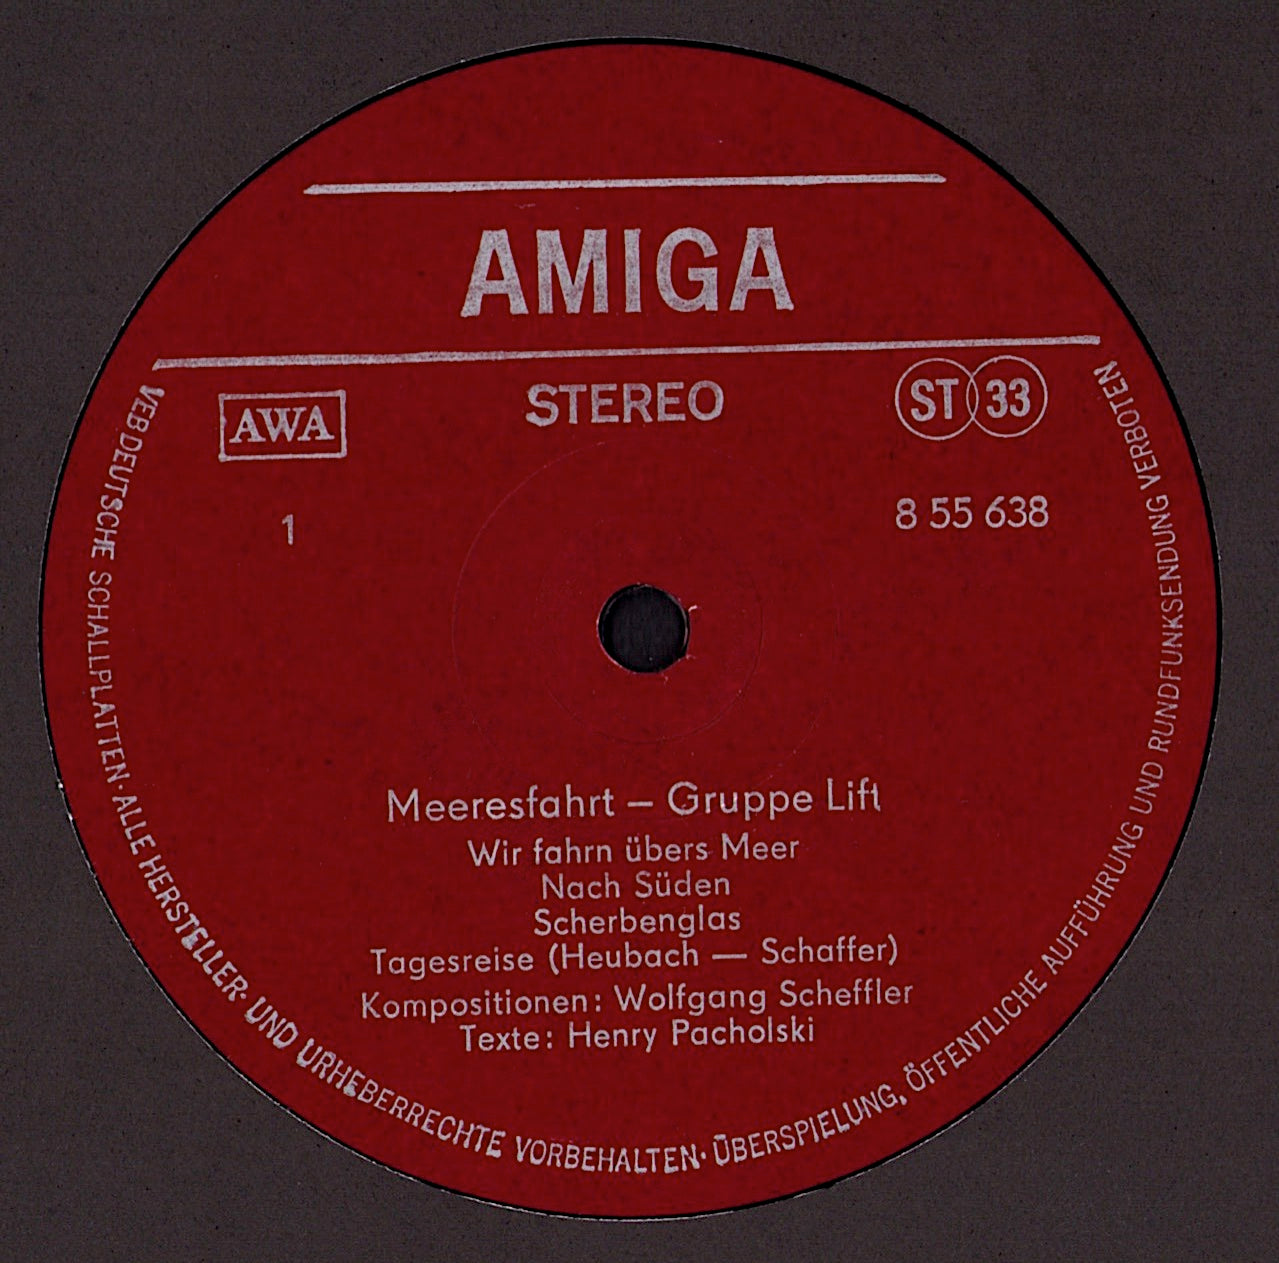 AMIGA
STEREO
AWA
ST 33
1
8 55 638
Meeresfahrt – Gruppe Lift
Wir fahrn übers Meer
Nach Süden
Scherbenglas
Tagesreise (Heubach — Schaffer)
Kompositionen: Wolfgang Scheffler
Texte: Henry Pacholski
VEB DEUTSCHE SCHALLPLATTEN · ALLE HERSTELLER- UND URHEBERRECHTE VORBEHALTEN · ÜBERSPIELUNG, ÖFFENTLICHE AUFFÜHRUNG UND RUNDFUNKSENDUNG VERBOTEN